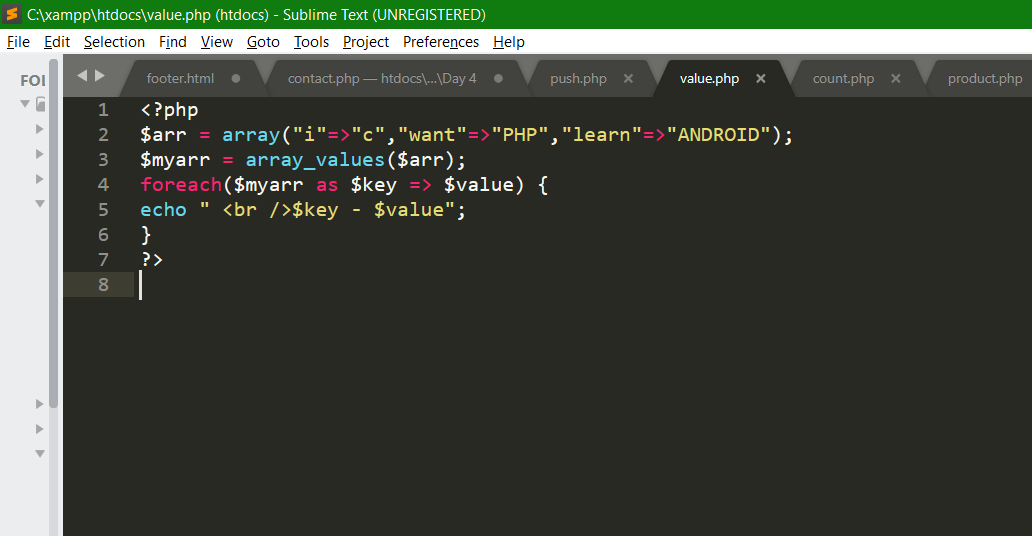 C:\xampp\htdocs\value.php (htdocs) - Sublime Text (UNREGISTERED)
File Edit Selection Find View Goto Tools Project Preferences Help
FOI
footer.html contact.php — htdocs\...\Day 4 push.php value.php count.php product.php
1 <?php
2 $arr = array("i"=>"c","want"=>"PHP","learn"=>"ANDROID");
3 $myarr = array_values($arr);
4 foreach($myarr as $key => $value) {
5 echo " <br />$key - $value";
6 }
7 ?>
8